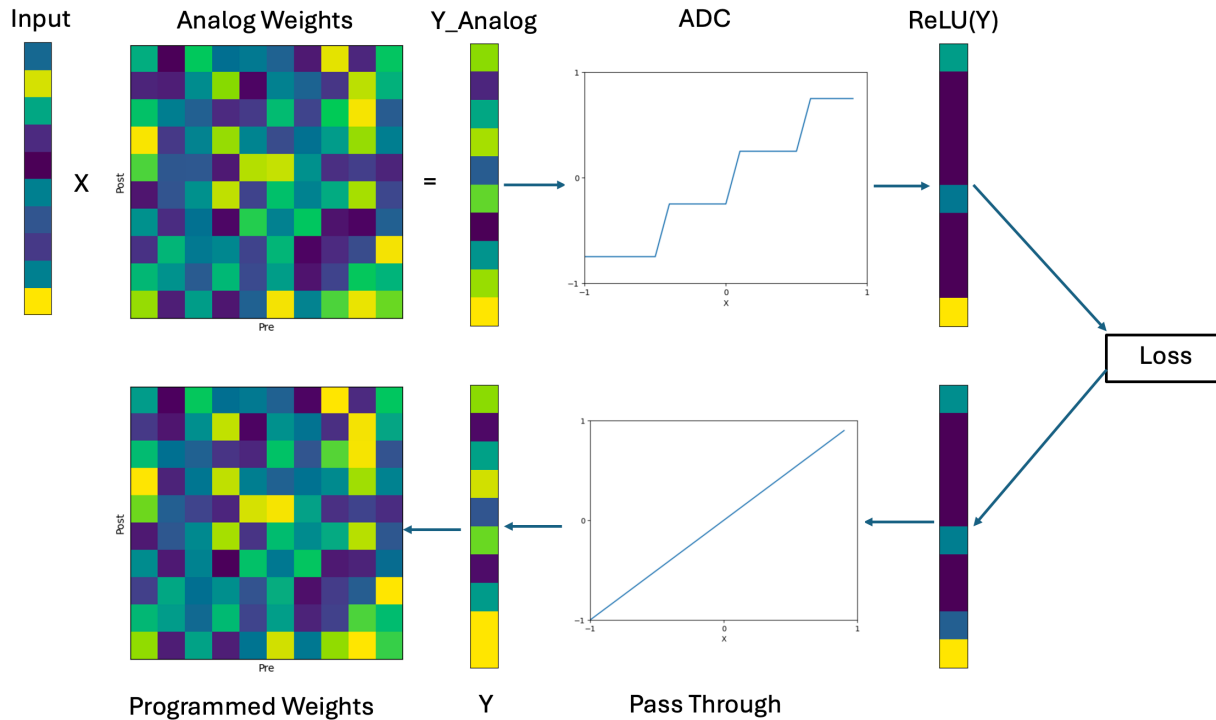 Input
Analog Weights
Y_Analog
ADC
ReLU(Y)
X
Post
Pre
=
1
0
−1
−1
0
1
x
Loss
Post
Pre
1
0
−1
−1
0
1
x
Programmed Weights
Y
Pass Through